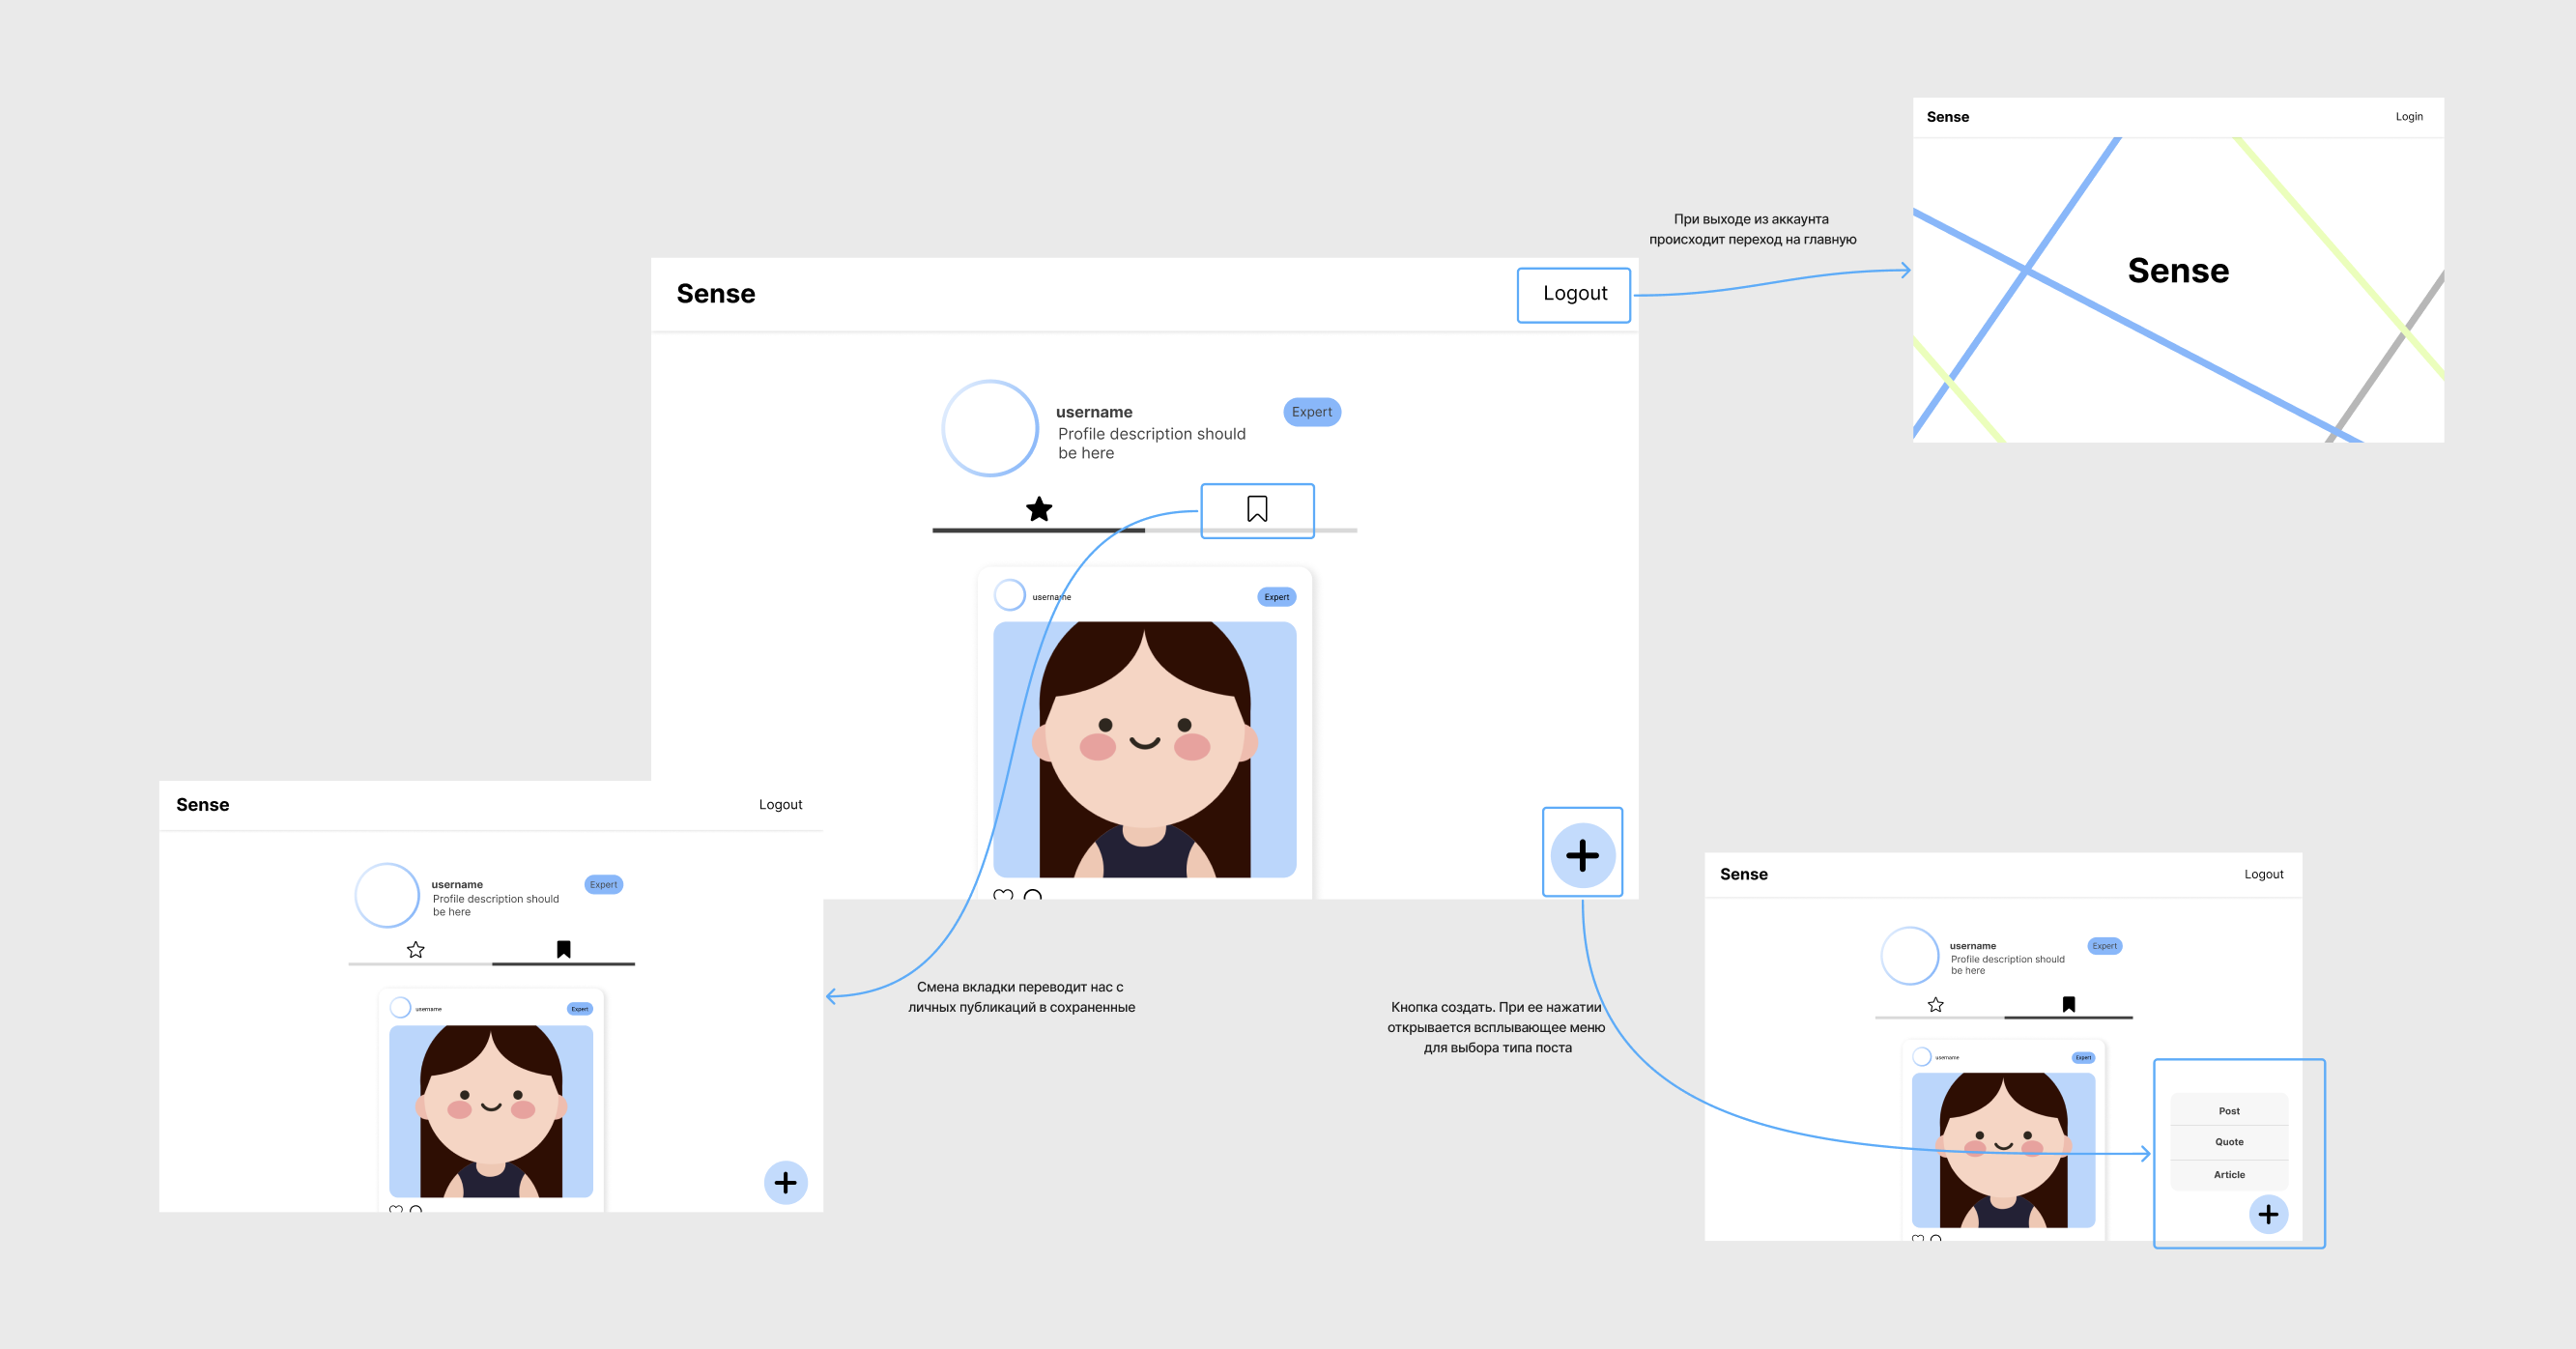 Sense
Login
Sense
При выходе из аккаунта
происходит переход на главную
Sense
Logout
username
Profile description should
be here
Expert
username
Expert
Sense
Logout
username
Profile description should
be here
Expert
username
Expert
Смена вкладки переводит нас с
личных публикаций в сохраненные
Кнопка создать. При ее нажатии
открывается всплывающее меню
для выбора типа поста
Sense
Logout
username
Profile description should
be here
Expert
username
Expert
Post
Quote
Article